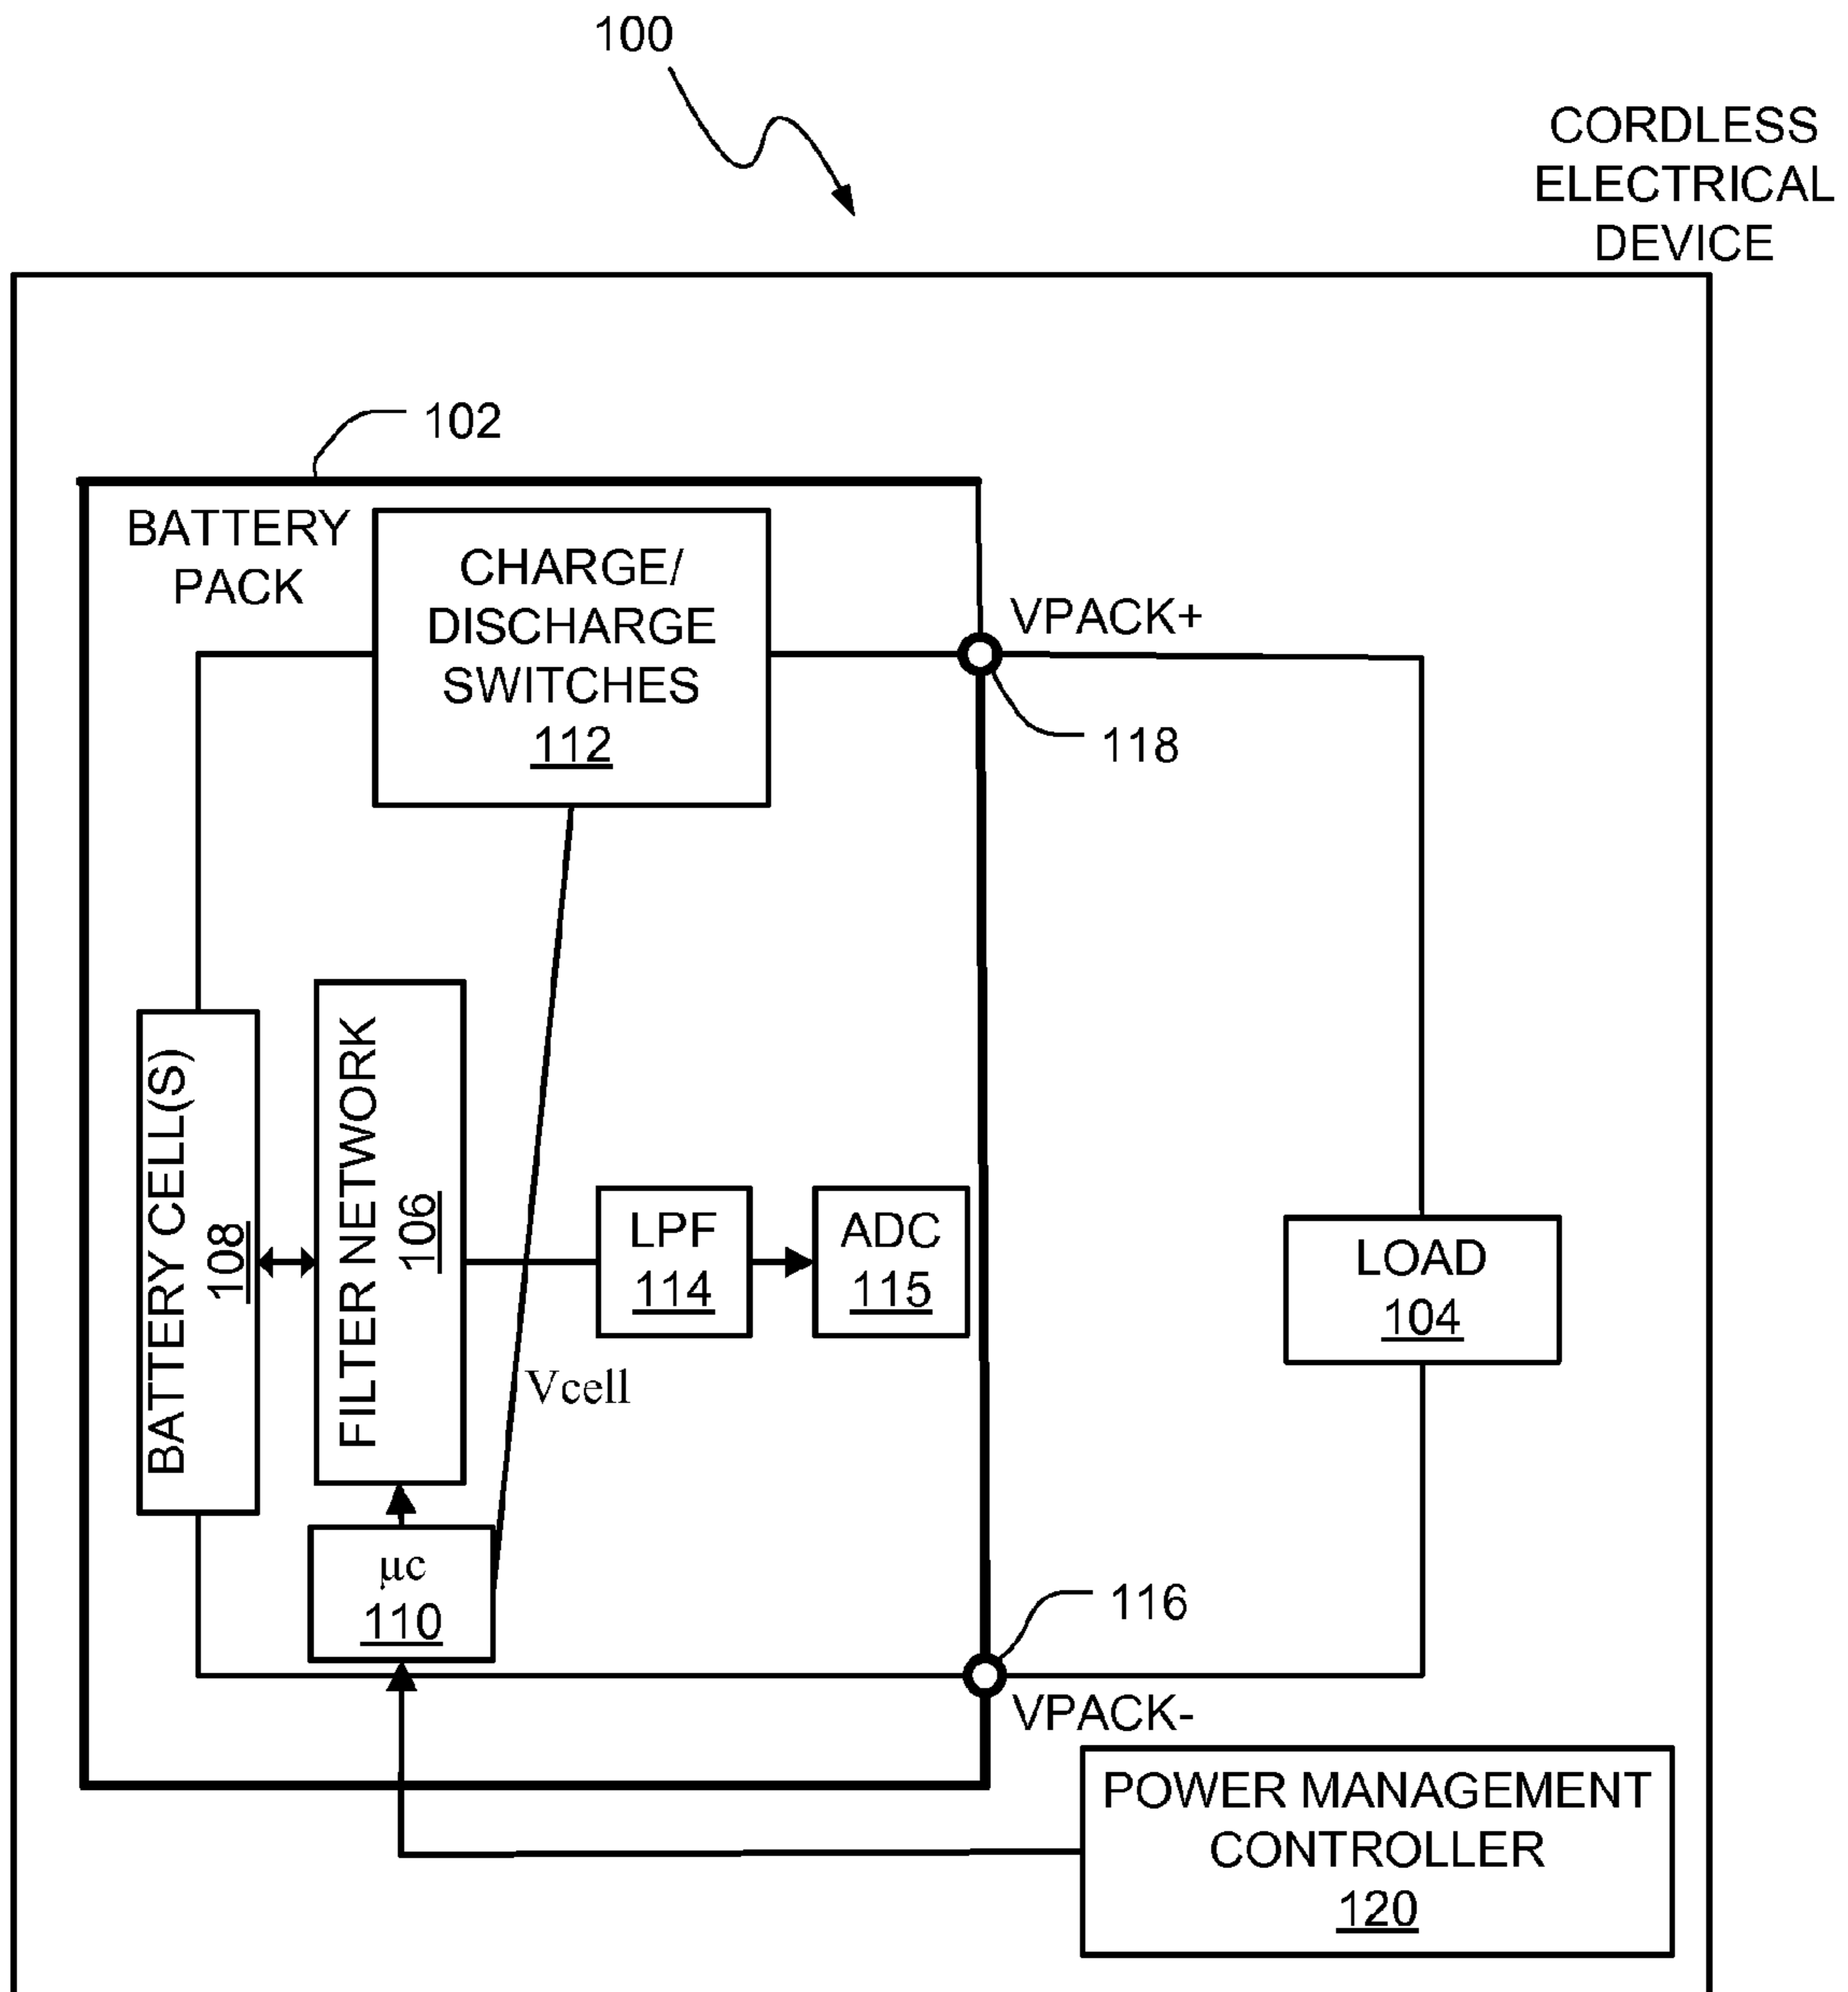 100
CORDLESS
ELECTRICAL
DEVICE
102
BATTERY
PACK
CHARGE/
DISCHARGE
SWITCHES
112
VPACK+
118
BATTERY CELL(S)
108
FILTER NETWORK
106
LPF
114
ADC
115
LOAD
104
Vcell
µc
110
116
VPACK-
POWER MANAGEMENT
CONTROLLER
120